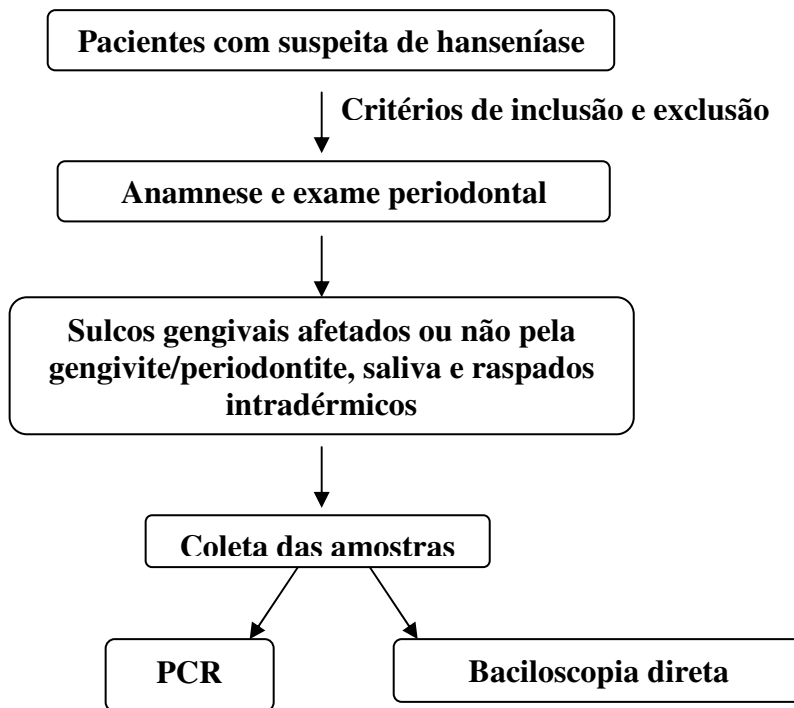 Pacientes com suspeita de hanseníase
Critérios de inclusão e exclusão
Anamnese e exame periodontal
Sulcos gengivais afetados ou não pela
gengivite/periodontite, saliva e raspados
intradérmicos
Coleta das amostras
PCR
Baciloscopia direta